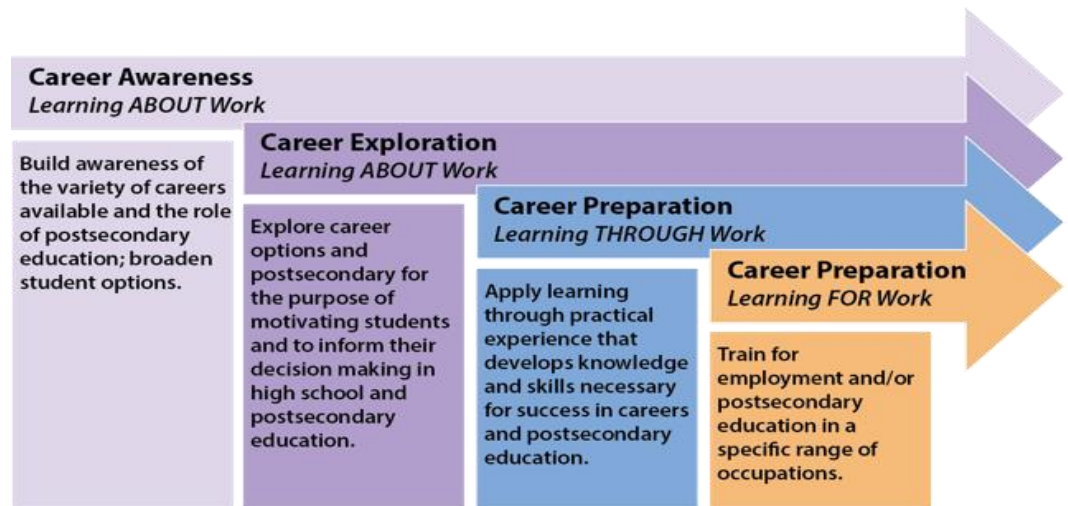 Career Awareness
Learning ABOUT Work
Build awareness of
the variety of careers
available and the role
of postsecondary
education; broaden
student options.
Career Exploration
Learning ABOUT Work
Explore career
options and
postsecondary for
the purpose of
motivating students
and to inform their
decision making in
high school and
postsecondary
education.
Career Preparation
Learning THROUGH Work
Apply learning
through practical
experience that
develops knowledge
and skills necessary
for success in careers
and postsecondary
education.
Career Preparation
Learning FOR Work
Train for
employment and/or
postsecondary
education in a
specific range of
occupations.